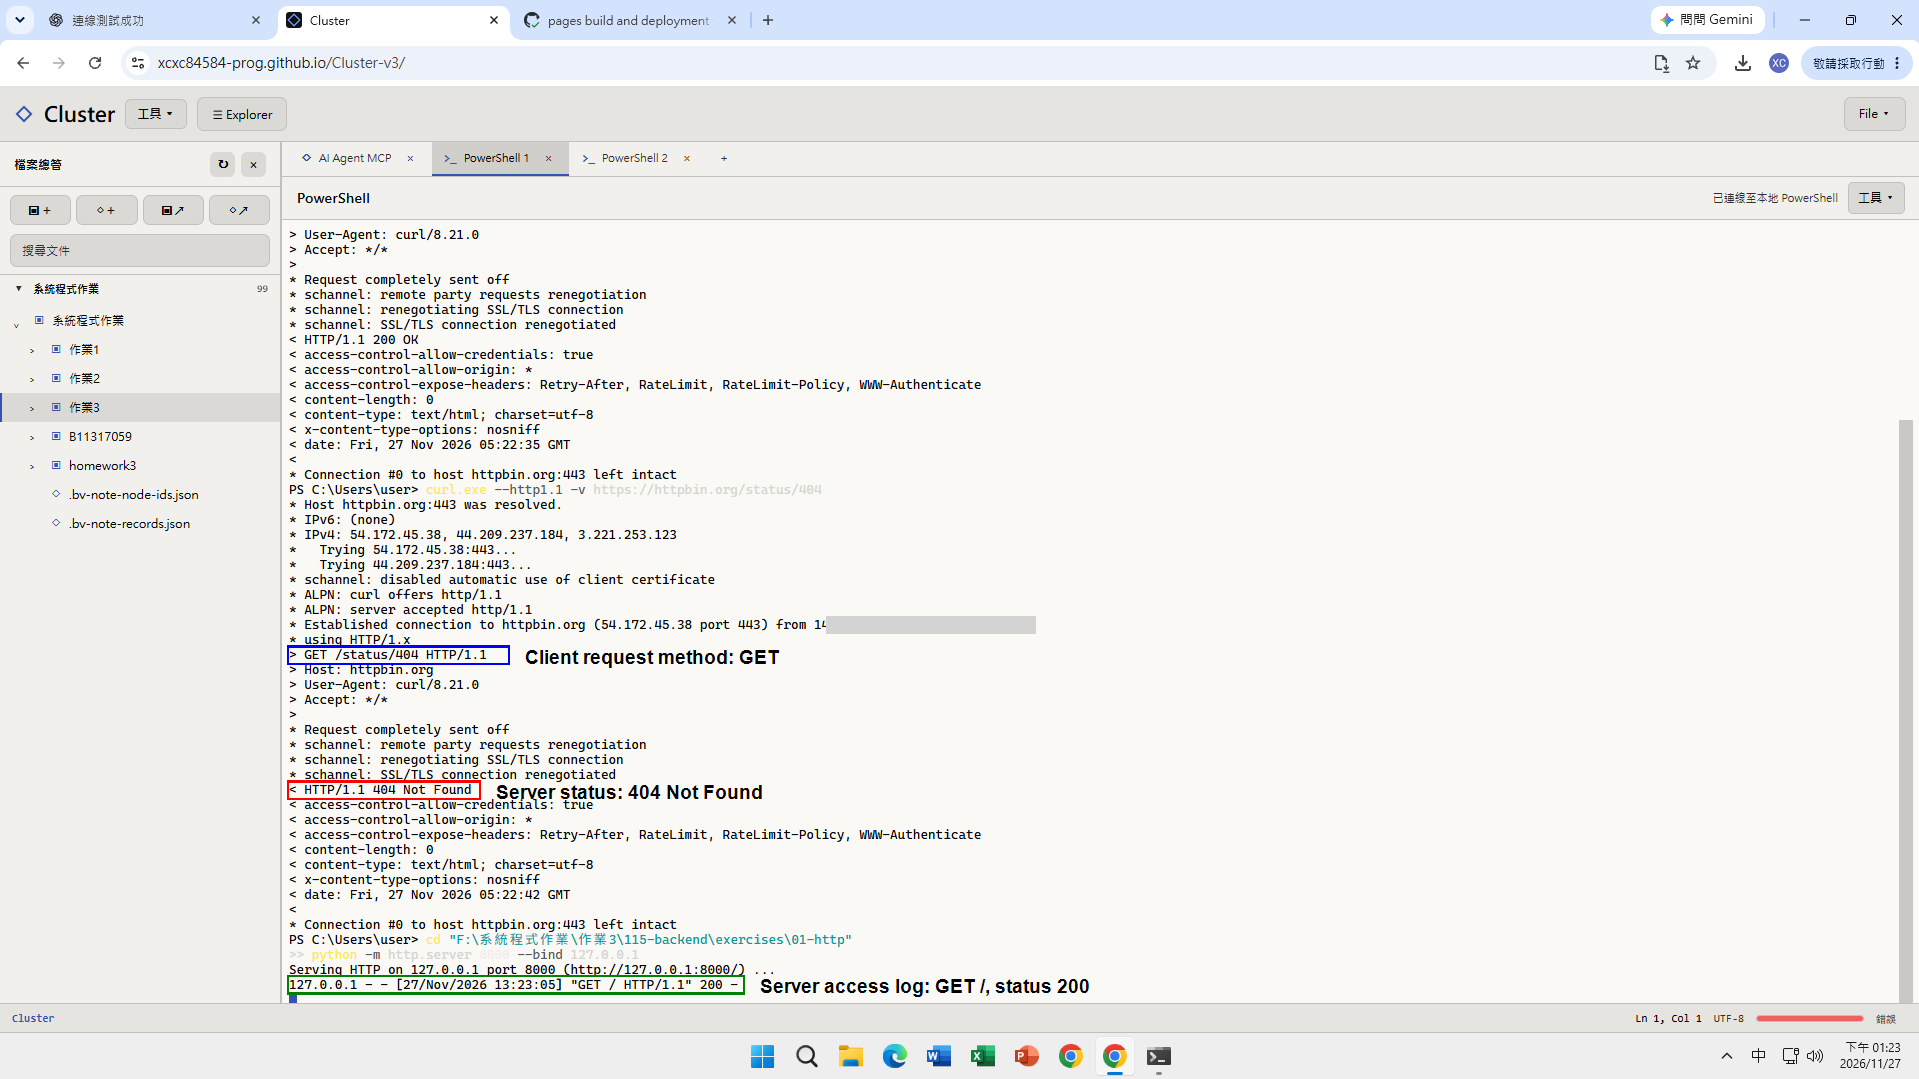 連線測試成功
Cluster
pages build and deployment
問問 Gemini
xcxc84584-prog.github.io/Cluster-v3/
XC
敬請採取行動
Cluster
工具
Explorer
File
檔案總管
AI Agent MCP
>_ PowerShell 1
>_ PowerShell 2
+
PowerShell
已連線至本地 PowerShell
工具
搜尋文件
系統程式作業
99
系統程式作業
作業1
作業2
作業3
B11317059
homework3
.bv-note-node-ids.json
.bv-note-records.json
> User-Agent: curl/8.21.0
> Accept: */*
>
* Request completely sent off
* schannel: remote party requests renegotiation
* schannel: renegotiating SSL/TLS connection
* schannel: SSL/TLS connection renegotiated
< HTTP/1.1 200 OK
< access-control-allow-credentials: true
< access-control-allow-origin: *
< access-control-expose-headers: Retry-After, RateLimit, RateLimit-Policy, WWW-Authenticate
< content-length: 0
< content-type: text/html; charset=utf-8
< x-content-type-options: nosniff
< date: Fri, 27 Nov 2026 05:22:35 GMT
<
* Connection #0 to host httpbin.org:443 left intact
PS C:\Users\user> curl.exe --http1.1 -v https://httpbin.org/status/404
* Host httpbin.org:443 was resolved.
* IPv6: (none)
* IPv4: 54.172.45.38, 44.209.237.184, 3.221.253.123
*   Trying 54.172.45.38:443...
*   Trying 44.209.237.184:443...
* schannel: disabled automatic use of client certificate
* ALPN: curl offers http/1.1
* ALPN: server accepted http/1.1
* Established connection to httpbin.org (54.172.45.38 port 443) from 14
* using HTTP/1.x
> GET /status/404 HTTP/1.1
Client request method: GET
> Host: httpbin.org
> User-Agent: curl/8.21.0
> Accept: */*
>
* Request completely sent off
* schannel: remote party requests renegotiation
* schannel: renegotiating SSL/TLS connection
* schannel: SSL/TLS connection renegotiated
< HTTP/1.1 404 Not Found
Server status: 404 Not Found
< access-control-allow-credentials: true
< access-control-allow-origin: *
< access-control-expose-headers: Retry-After, RateLimit, RateLimit-Policy, WWW-Authenticate
< content-length: 0
< content-type: text/html; charset=utf-8
< x-content-type-options: nosniff
< date: Fri, 27 Nov 2026 05:22:42 GMT
<
* Connection #0 to host httpbin.org:443 left intact
PS C:\Users\user> cd "F:\系統程式作業\作業3\115-backend\exercises\01-http"
>> python -m http.server 8000 --bind 127.0.0.1
Serving HTTP on 127.0.0.1 port 8000 (http://127.0.0.1:8000/) ...
127.0.0.1 - - [27/Nov/2026 13:23:05] "GET / HTTP/1.1" 200 -
Server access log: GET /, status 200
Cluster
Ln 1, Col 1
UTF-8
錯誤
中
下午 01:23
2026/11/27